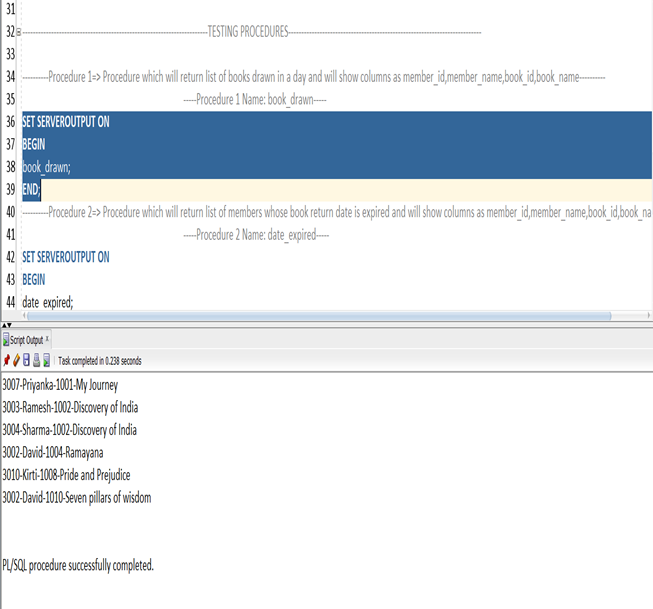 31
32 ---------------------------------------------TESTING PROCEDURES---------------------------------------------
33
34 ---------Procedure 1=> Procedure which will return list of books drawn in a day and will show columns as member_id,member_name,book_id,book_name---------
35 -----Procedure 1 Name: book_drawn-----
36 SET SERVEROUTPUT ON
37 BEGIN
38 book_drawn;
39 END;
40 ---------Procedure 2=> Procedure which will return list of members whose book return date is expired and will show columns as member_id,member_name,book_id,book_na
41 -----Procedure 2 Name: date_expired-----
42 SET SERVEROUTPUT ON
43 BEGIN
44 date_expired;
Script Output x
Task completed in 0.238 seconds
3007-Priyanka-1001-My Journey
3003-Ramesh-1002-Discovery of India
3004-Sharma-1002-Discovery of India
3002-David-1004-Ramayana
3010-Kirti-1008-Pride and Prejudice
3002-David-1010-Seven pillars of wisdom
PL/SQL procedure successfully completed.